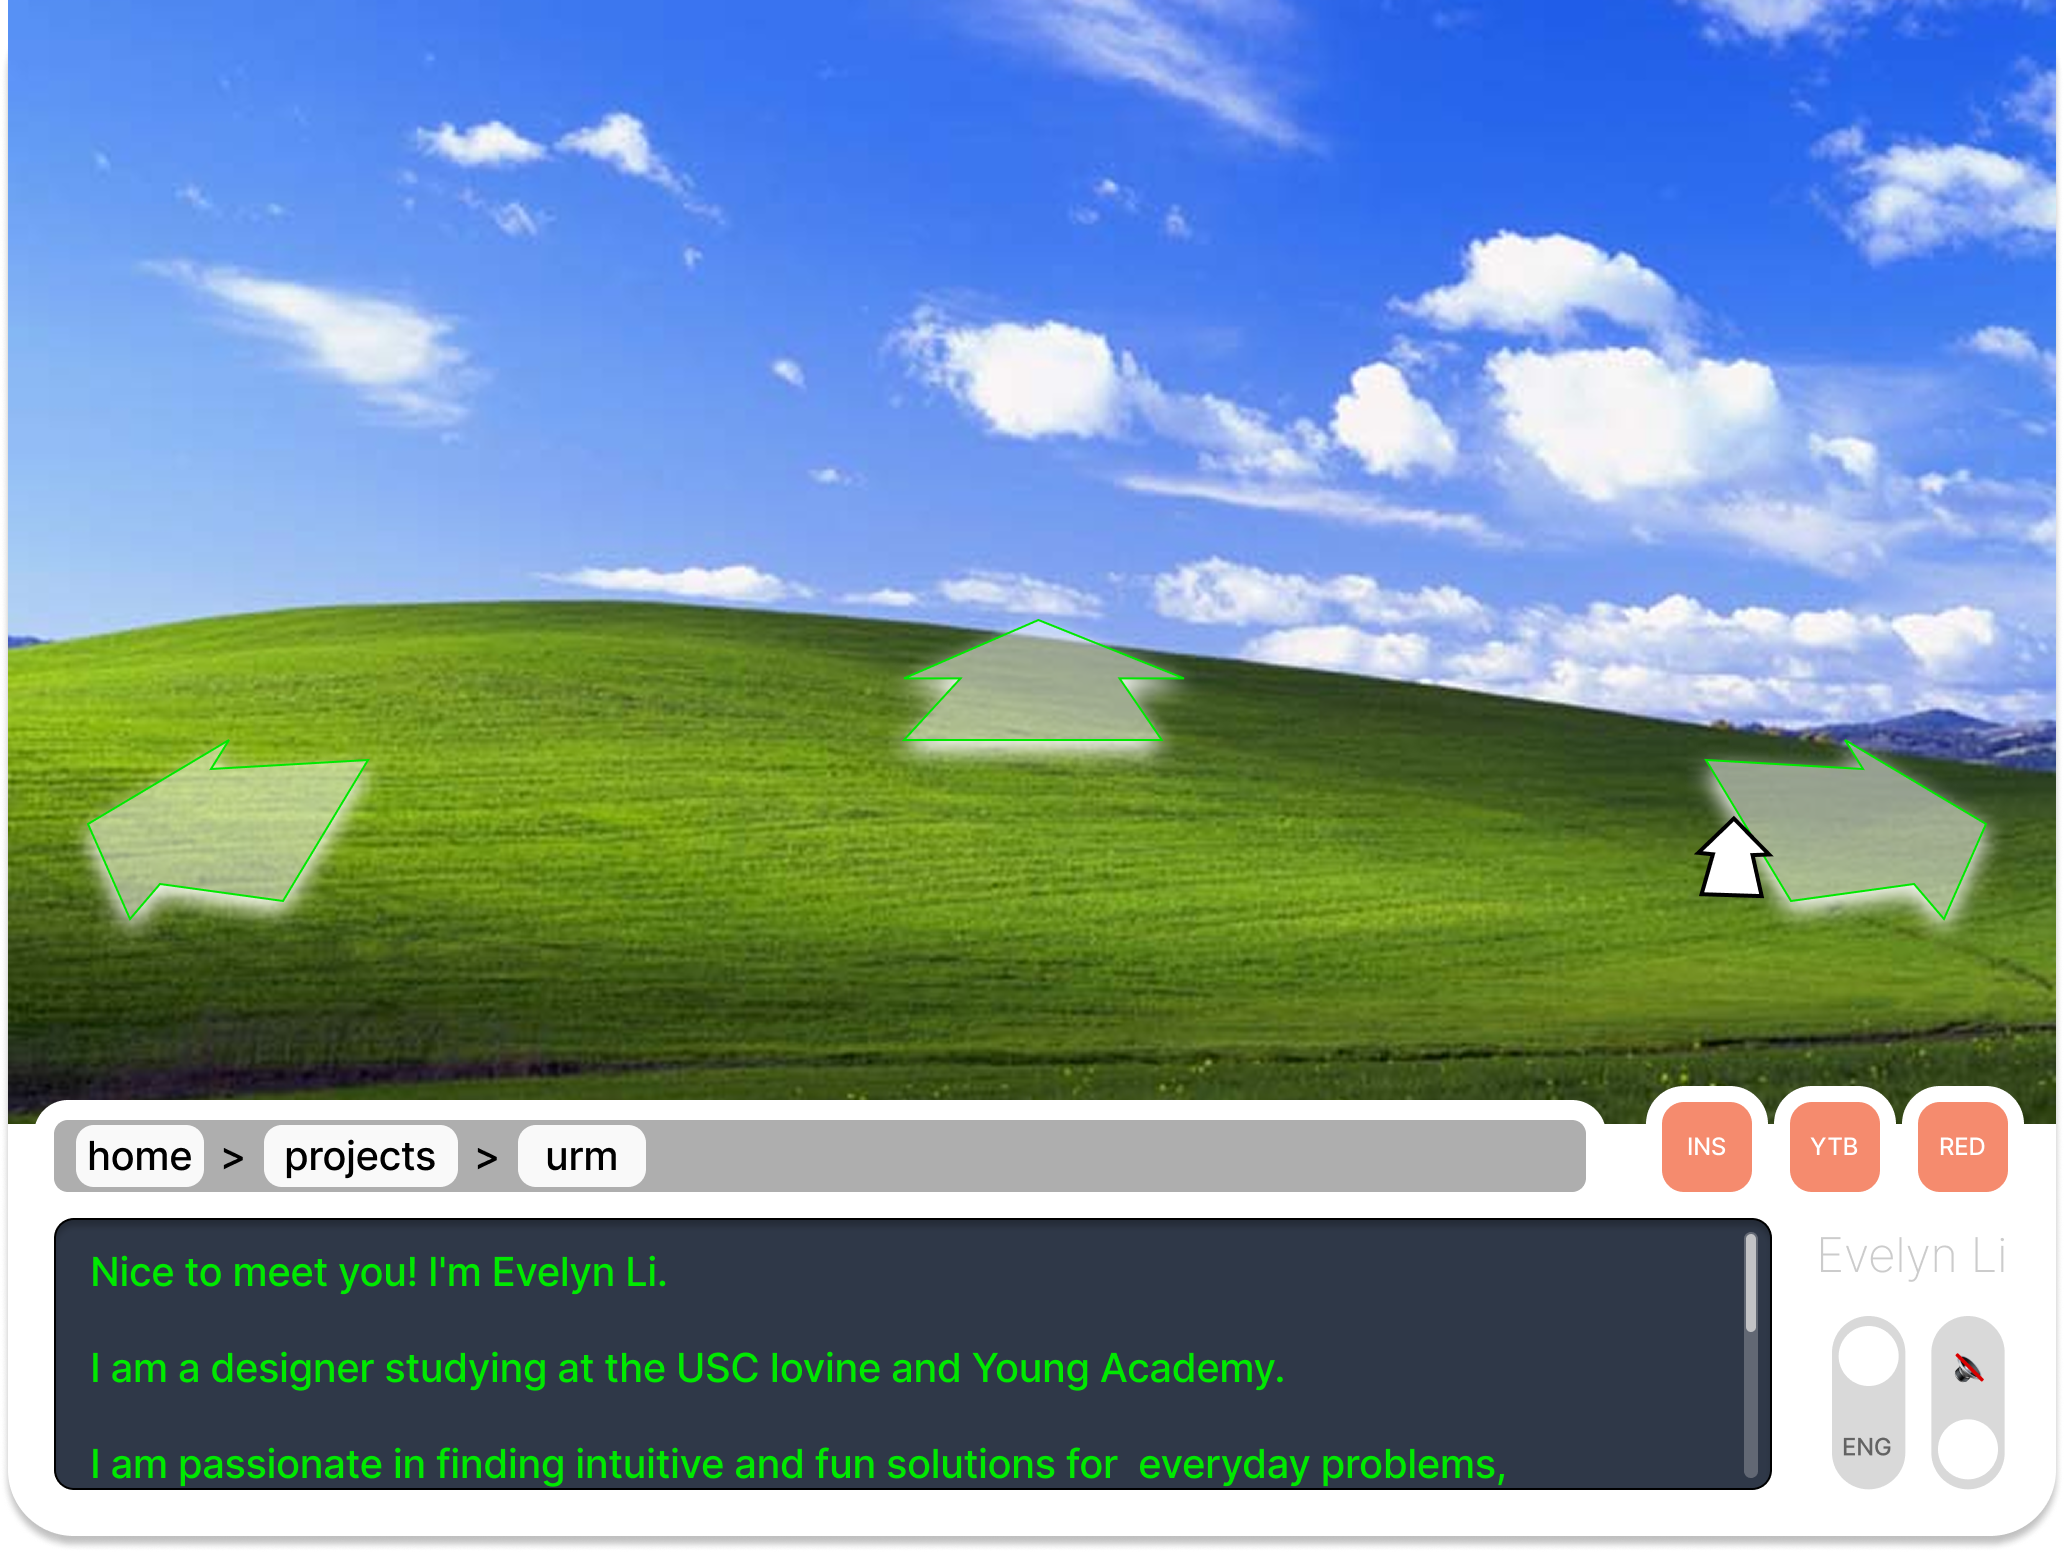 home > projects > urm
INS YTB RED
Nice to meet you! I'm Evelyn Li.
I am a designer studying at the USC Iovine and Young Academy.
I am passionate in finding intuitive and fun solutions for  everyday problems,
Evelyn Li
ENG